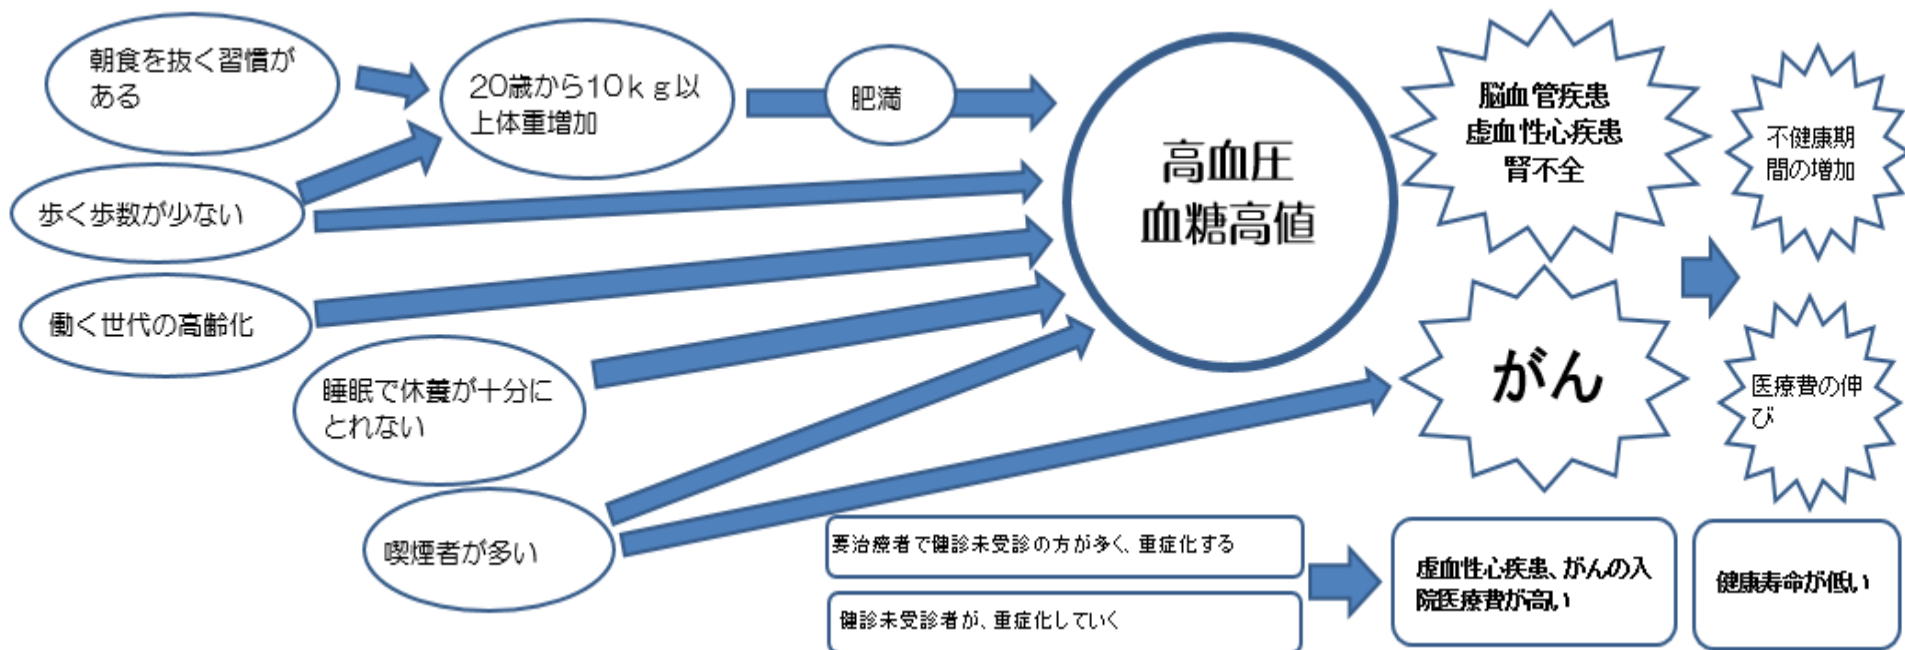 朝食を抜く習慣が
ある
20歳から10kg以
上体重増加
肥満
歩く歩数が少ない
働く世代の高齢化
睡眠で休養が十分に
とれない
喫煙者が多い
高血圧
血糖高値
脳血管疾患
虚血性心疾患
腎不全
がん
不健康期
間の増加
医療費の伸
び
要治療者で健診未受診の方が多く、重症化する
健診未受診者が、重症化していく
虚血性心疾患、がんの入
院医療費が高い
健康寿命が低い